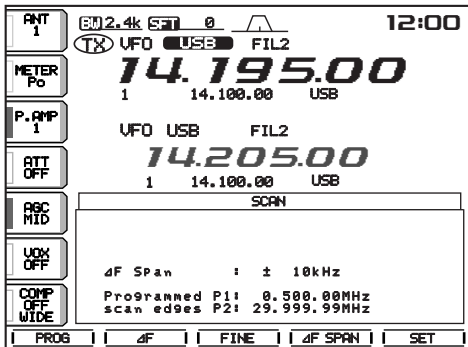 ANT
1
BW 2.4k SFT 0
12:00
TX VFO USB FIL2
METER
Po
14.195.00
1 14.100.00 USB
P.AMP
1
VFO USB FIL2
ATT
OFF
14.205.00
1 14.100.00 USB
AGC
MID
SCAN
VOX
OFF
⊿F SPan : ± 10kHz
COMP
OFF
WIDE
Programmed P1: 0.500.00MHz
scan edges P2: 29.999.99MHz
PROG ⊿F FINE ⊿F SPAN SET